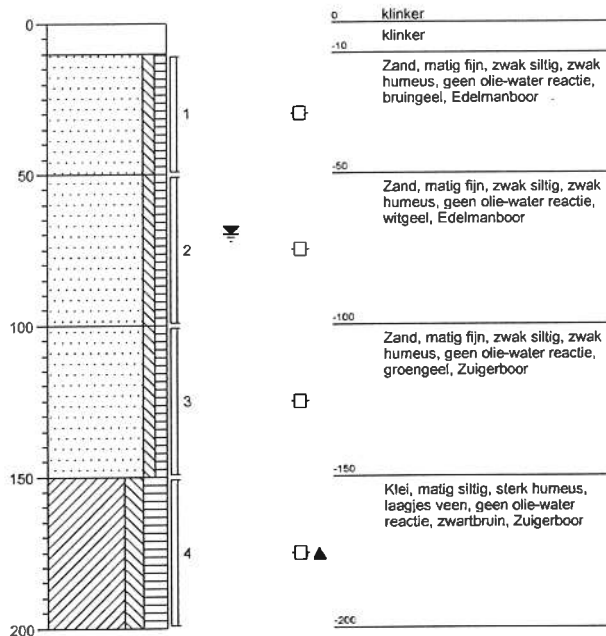 0
50
100
150
200
1
2
3
4
0 klinker
klinker
-10
Zand, matig fijn, zwak siltig, zwak
humeus, geen olie-water reactie,
bruingeel, Edelmanboor
-50
Zand, matig fijn, zwak siltig, zwak
humeus, geen olie-water reactie,
witgeel, Edelmanboor
-100
Zand, matig fijn, zwak siltig, zwak
humeus, geen olie-water reactie,
groengeel, Zuigerboor
-150
Klei, matig siltig, sterk humeus,
laagjes veen, geen olie-water
reactie, zwartbruin, Zuigerboor
-200